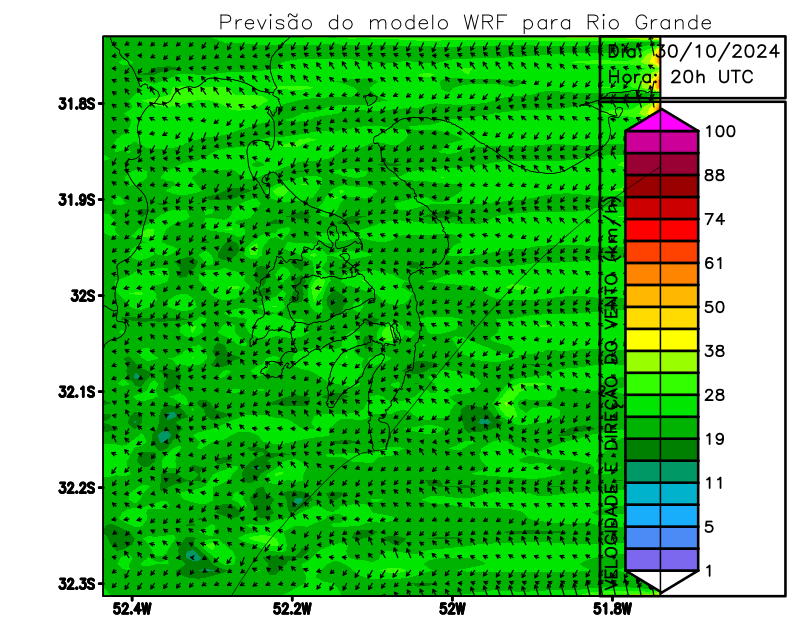 Previsão do modelo WRF para Rio Grande
Dia: 30/10/2024
Hora: 20h UTC
31.8S
31.9S
32S
32.1S
32.2S
32.3S
52.4W
52.2W
52W
51.8W
VELOCIDADE E DIREÇÃO DO VENTO (km/h)
100
88
74
61
50
38
28
19
11
5
1